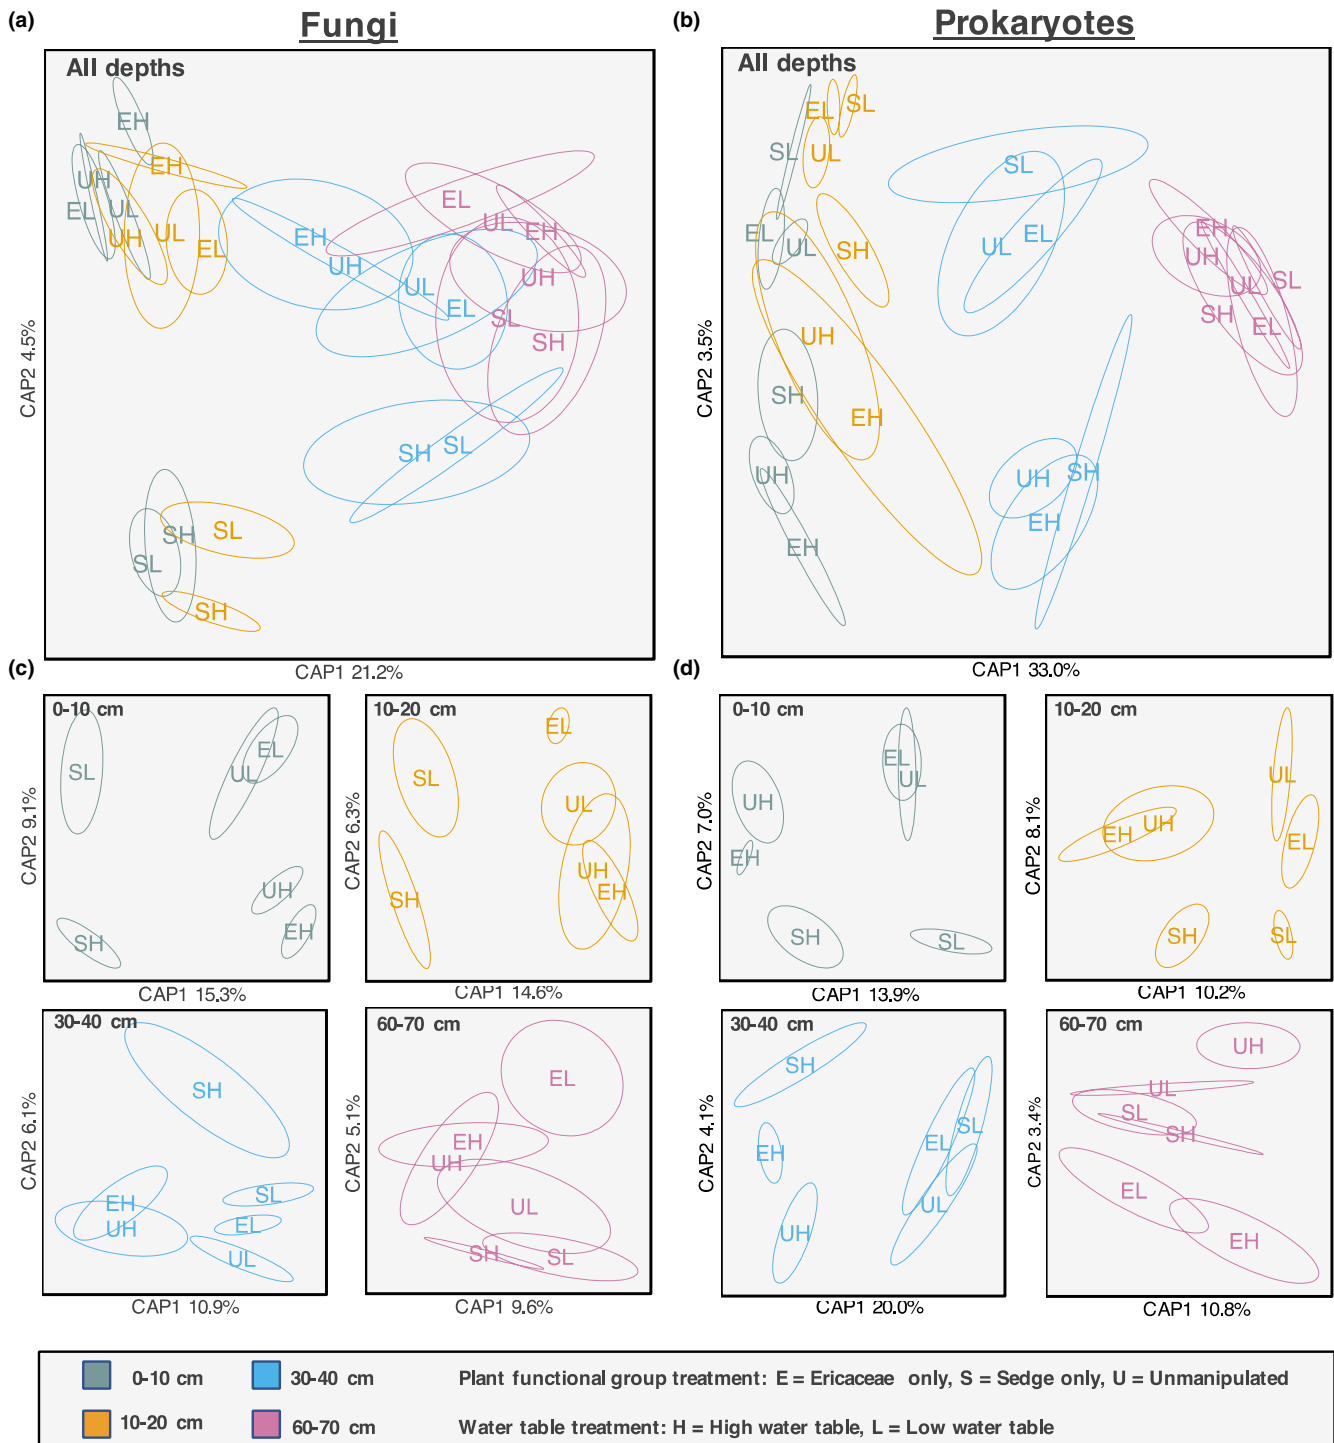 (a)
Fungi
All depths
EH
EH
UH
EL
UL
UH
UL
EL
EH
UH
UL
EL
EL
UL
EH
UH
SL
SH
SH
SL
SH
SL
SL
SH
CAP2 4.5%
CAP1 21.2%
(b)
Prokaryotes
All depths
EL
SL
SL
UL
EL
UL
SH
SL
UL
EL
EH
UH
UL
SL
SH
EL
UH
SH
EH
UH
EH
UH
SH
EH
CAP2 3.5%
CAP1 33.0%
(c)
0-10 cm
SL
EL
UL
UH
EH
SH
CAP2 9.1%
CAP1 15.3%
10-20 cm
EL
SL
UL
UH
EH
SH
CAP2 6.3%
CAP1 14.6%
30-40 cm
SH
EH
UH
SL
EL
UL
CAP2 6.1%
CAP1 10.9%
60-70 cm
EL
EH
UH
UL
SH
SL
CAP2 5.1%
CAP1 9.6%
(d)
0-10 cm
EL
UL
UH
EH
SH
SL
CAP2 7.0%
CAP1 13.9%
10-20 cm
UL
EH
UH
EL
SH
SL
CAP2 8.1%
CAP1 10.2%
30-40 cm
SH
EH
SL
EL
UL
UH
CAP2 4.1%
CAP1 20.0%
60-70 cm
UH
UL
SL
SH
EL
EH
CAP2 3.4%
CAP1 10.8%
0-10 cm
30-40 cm
Plant functional group treatment: E = Ericaceae only, S = Sedge only, U = Unmanipulated
10-20 cm
60-70 cm
Water table treatment: H = High water table, L = Low water table